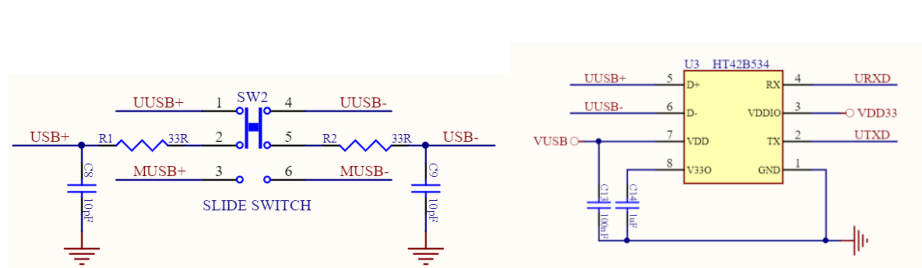 SW2
UUSB+ 1 4 UUSB-
USB+ R1 33R 2 5 R2 33R USB-
MUSB+ 3 6 MUSB-
C8 10pF
C9 10pF
SLIDE SWITCH
U3 HT42B534
UUSB+ 5 D+ RX 4 URXD
UUSB- 6 D- VDDIO 3 VDD33
VUSB 7 VDD TX 2 UTXD
8 V33O GND 1
C13 100nF
C14 1uF